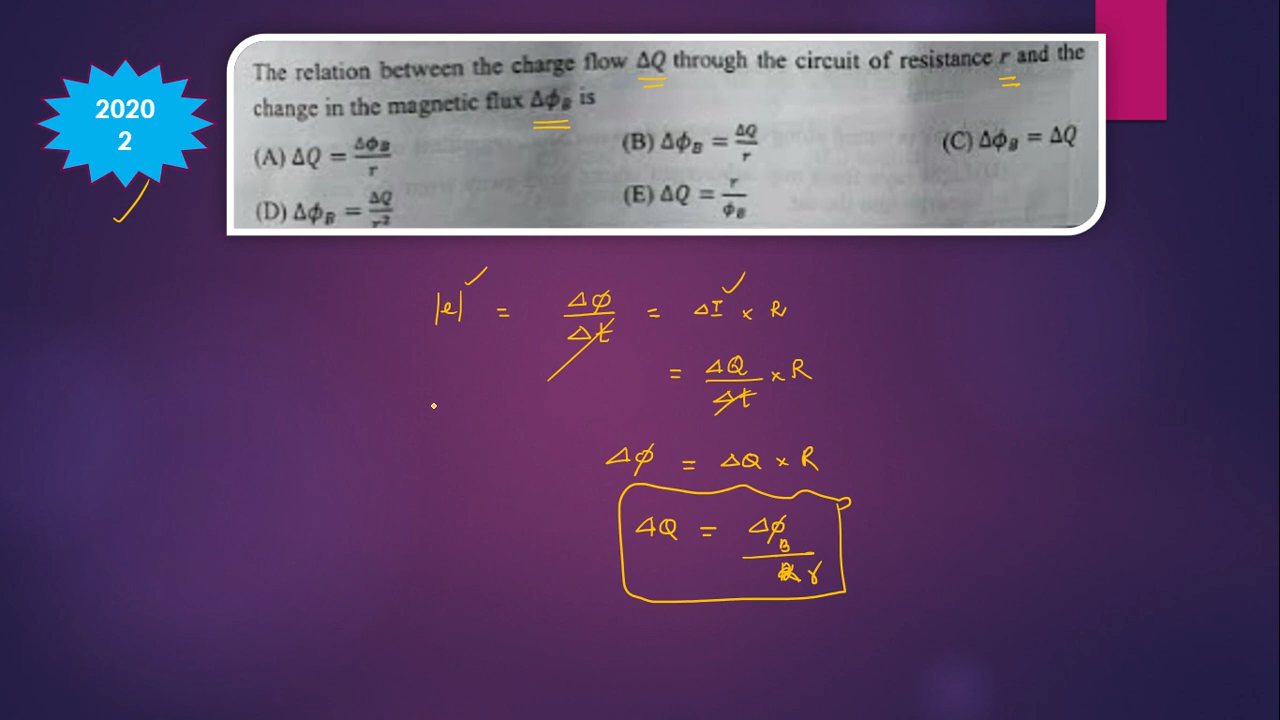 2020
2
The relation between the charge flow ΔQ through the circuit of resistance r and the
change in the magnetic flux Δϕ_B is
(A) ΔQ = Δϕ_B/r (B) Δϕ_B = ΔQ/r (C) Δϕ_B = ΔQ
(D) Δϕ_B = ΔQ/r² (E) ΔQ = r/ϕ_B
|e| = Δϕ/Δt = ΔI × R
= ΔQ/Δt × R
Δϕ = ΔQ × R
ΔQ = Δϕ_B/r